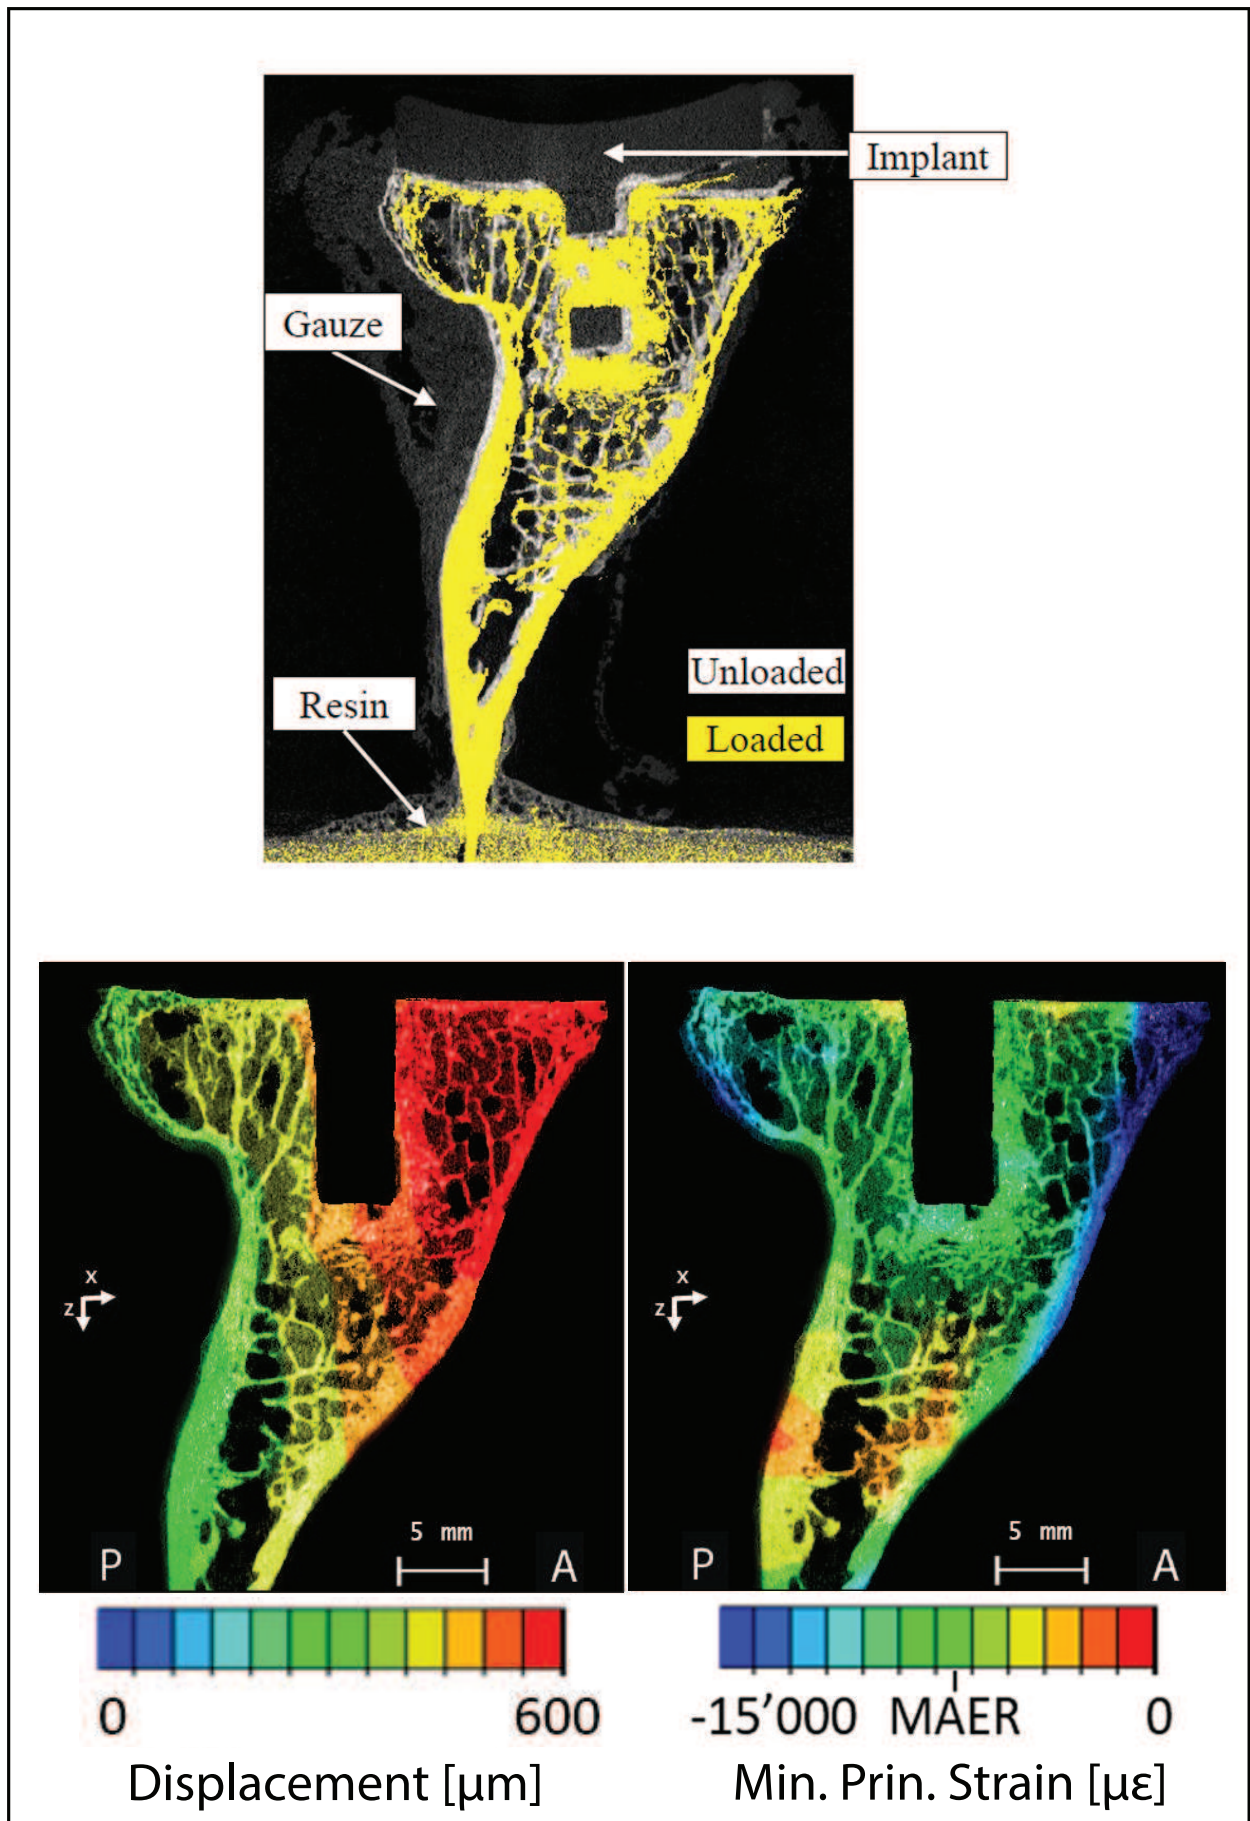 Implant
Gauze
Unloaded
Resin
Loaded
x
z
5 mm
P
A
x
z
5 mm
P
A
0
600
-15’000
MAER
0
Displacement [µm]
Min. Prin. Strain [µε]